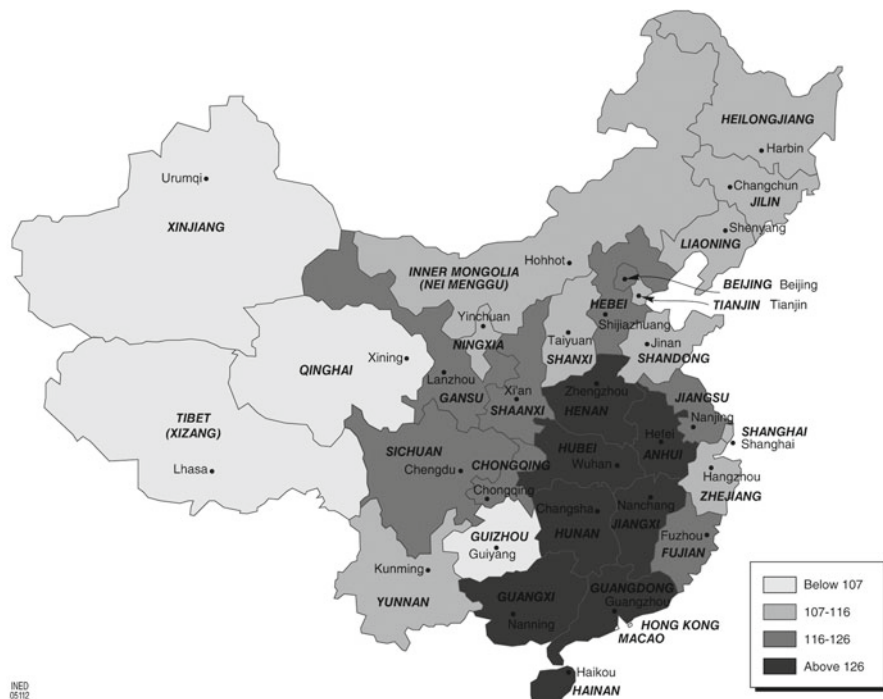 HEILONGJIANG
Harbin
Urumqi
Changchun
JILIN
XINJIANG
Shenyang
LIAONING
Hohhot
INNER MONGOLIA
(NEI MENGGU)
BEIJING Beijing
TIANJIN Tianjin
HEBEI
Yinchuan
Shijiazhuang
NINGXIA
Taiyuan
Jinan
SHANXI
SHANDONG
Xining
QINGHAI
Lanzhou
Xi'an
Zhengzhou
GANSU
SHAANXI
HENAN
JIANGSU
TIBET
(XIZANG)
Nanjing
SHANGHAI
Shanghai
Hefei
ANHUI
SICHUAN
HUBEI
Chengdu
CHONGQING
Wuhan
Lhasa
Hangzhou
ZHEJIANG
Chongqing
Nanchang
Changsha
JIANGXI
HUNAN
GUIZHOU
Guiyang
Fuzhou
FUJIAN
Kunming
YUNNAN
GUANGXI
GUANGDONG
Guangzhou
Nanning
HONG KONG
MACAO
Haikou
HAINAN
Below 107
107-116
116-126
Above 126
INED
05112